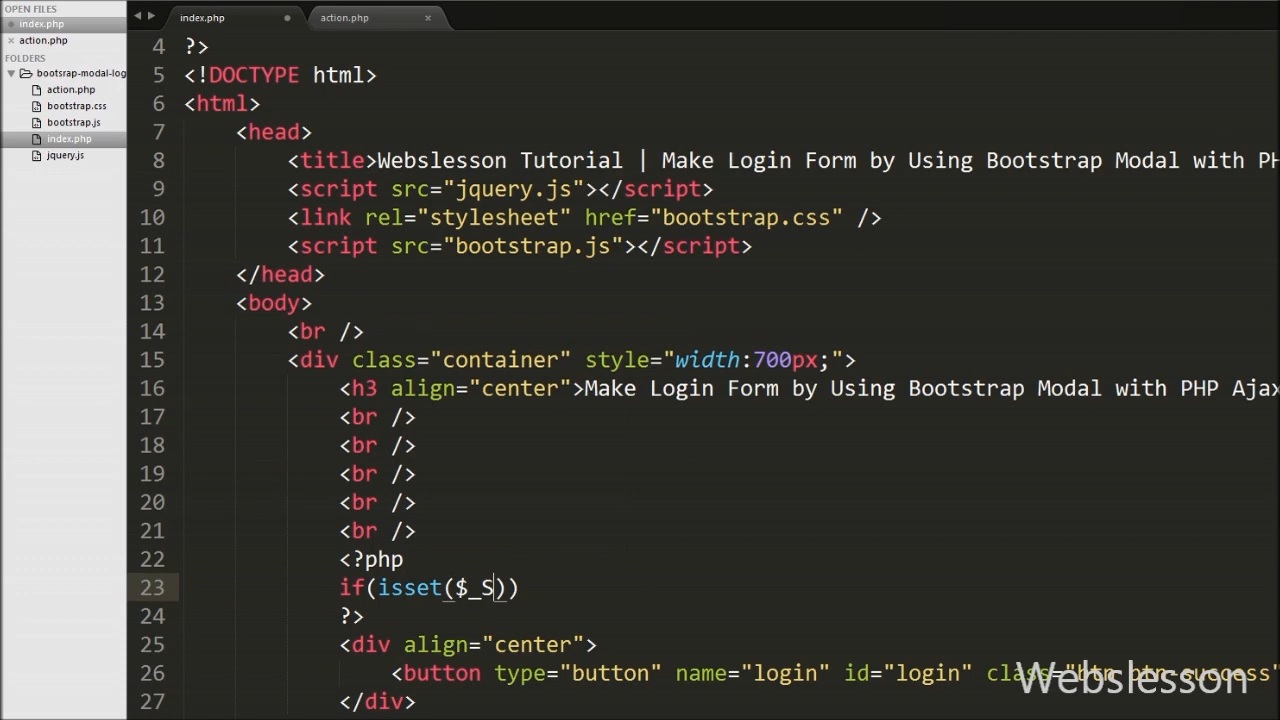 OPEN FILES
index.php
action.php
FOLDERS
bootsrap-modal-log
action.php
bootstrap.css
bootstrap.js
index.php
jquery.js
index.php
action.php
4 ?>
5 <!DOCTYPE html>
6 <html>
7 <head>
8 <title>Webslesson Tutorial | Make Login Form by Using Bootstrap Modal with PH
9 <script src="jquery.js"></script>
10 <link rel="stylesheet" href="bootstrap.css" />
11 <script src="bootstrap.js"></script>
12 </head>
13 <body>
14 <br />
15 <div class="container" style="width:700px;">
16 <h3 align="center">Make Login Form by Using Bootstrap Modal with PHP Ajax
17 <br />
18 <br />
19 <br />
20 <br />
21 <br />
22 <?php
23 if(isset($_S))
24 ?>
25 <div align="center">
26 <button type="button" name="login" id="login" class="btn btn-success"
27 </div>
Webslesson